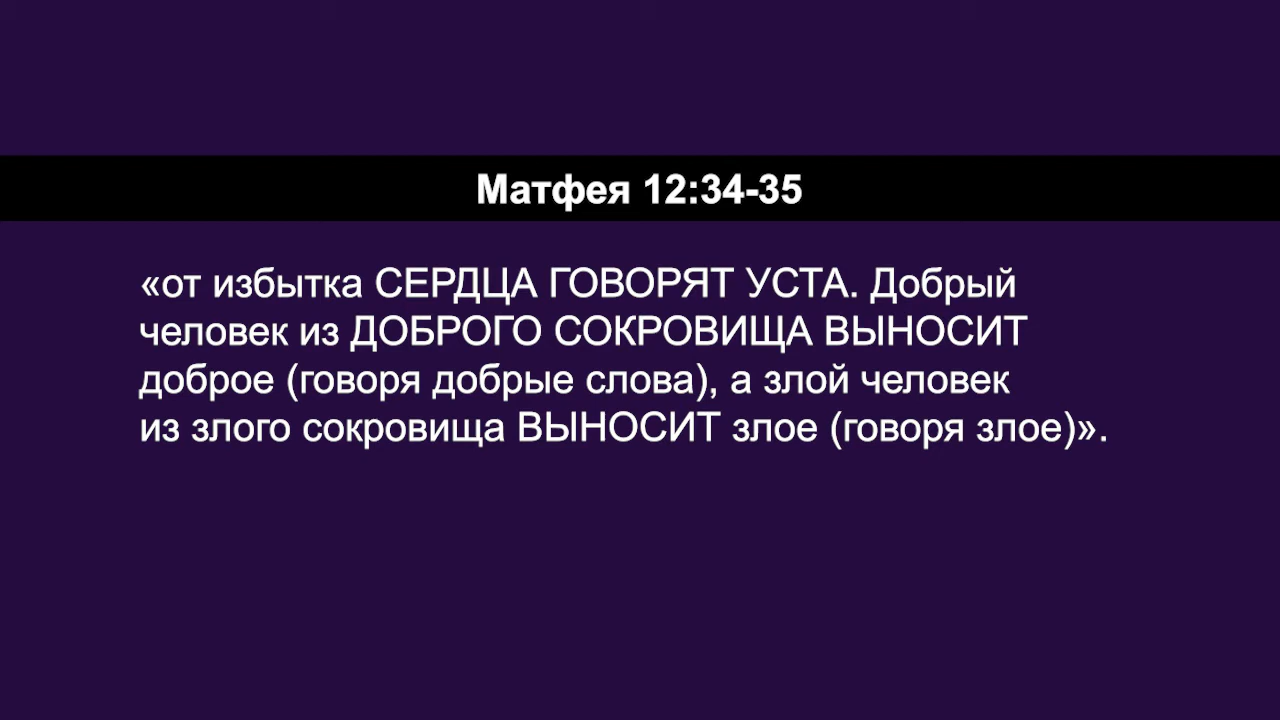 Матфея 12:34-35
«от избытка СЕРДЦА ГОВОРЯТ УСТА. Добрый
человек из ДОБРОГО СОКРОВИЩА ВЫНОСИТ
доброе (говоря добрые слова), а злой человек
из злого сокровища ВЫНОСИТ злое (говоря злое)».